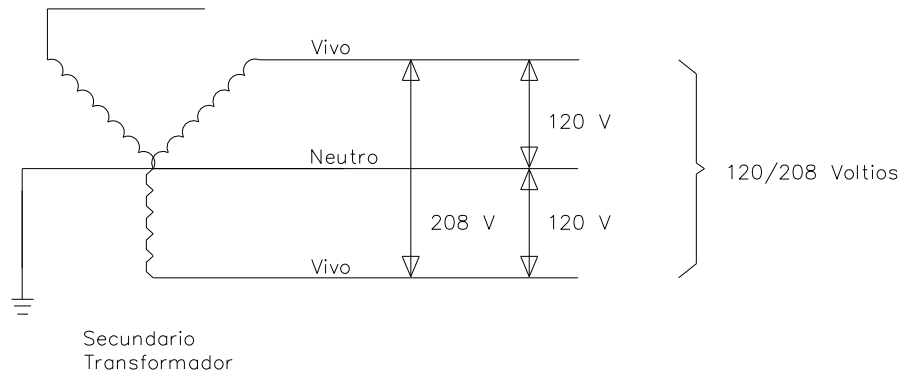 Vivo
120 V
Neutro
120/208 Voltios
208 V
120 V
Vivo
Secundario
Transformador